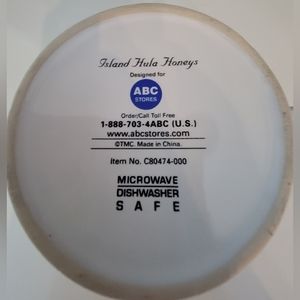 Island Hula Honeys
Designed for
ABC
STORES
Order/Call Toll Free
1-888-703-4ABC (U.S.)
www.abcstores.com
©TMC. Made in China.
Item No. C80474-000
MICROWAVE
DISHWASHER
SAFE